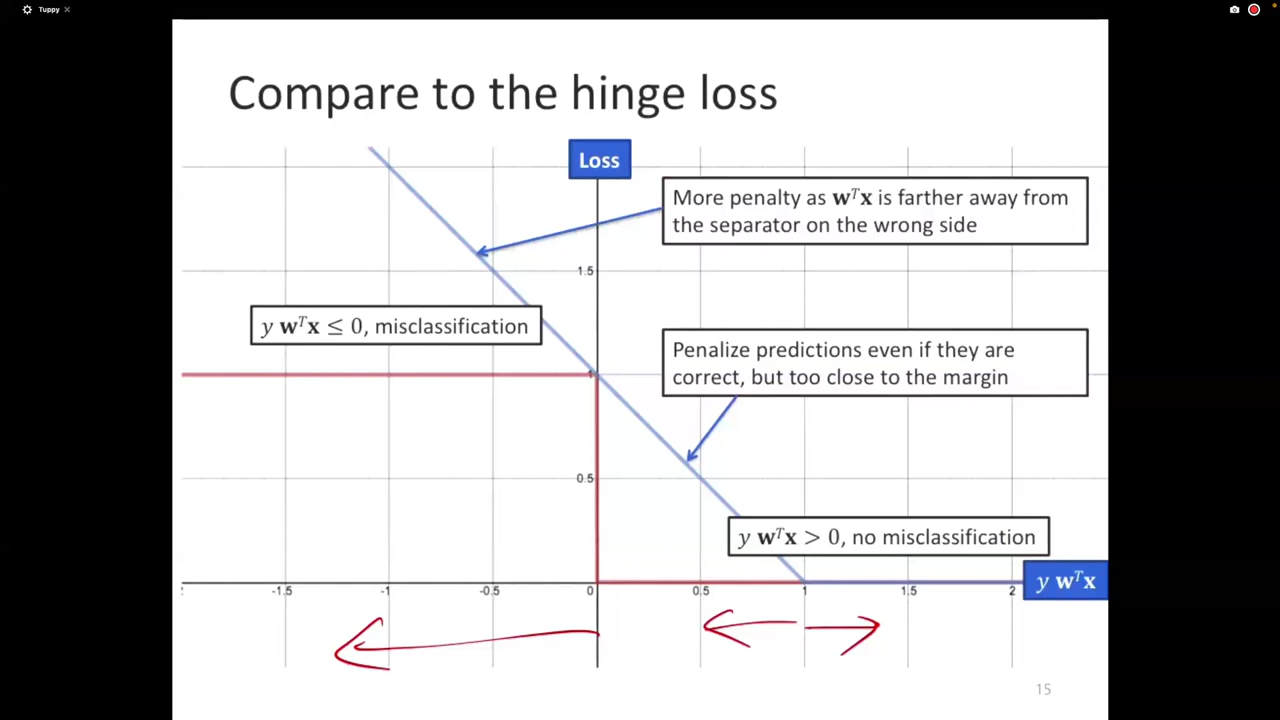 Tuppy
Compare to the hinge loss
Loss
More penalty as 𝐰ᵀ𝐱 is farther away from
the separator on the wrong side
1.5
y 𝐰ᵀ𝐱 ≤ 0, misclassification
Penalize predictions even if they are
correct, but too close to the margin
1
0.5
y 𝐰ᵀ𝐱 > 0, no misclassification
y 𝐰ᵀ𝐱
-1.5 -1 -0.5 0 0.5 1 1.5 2
15